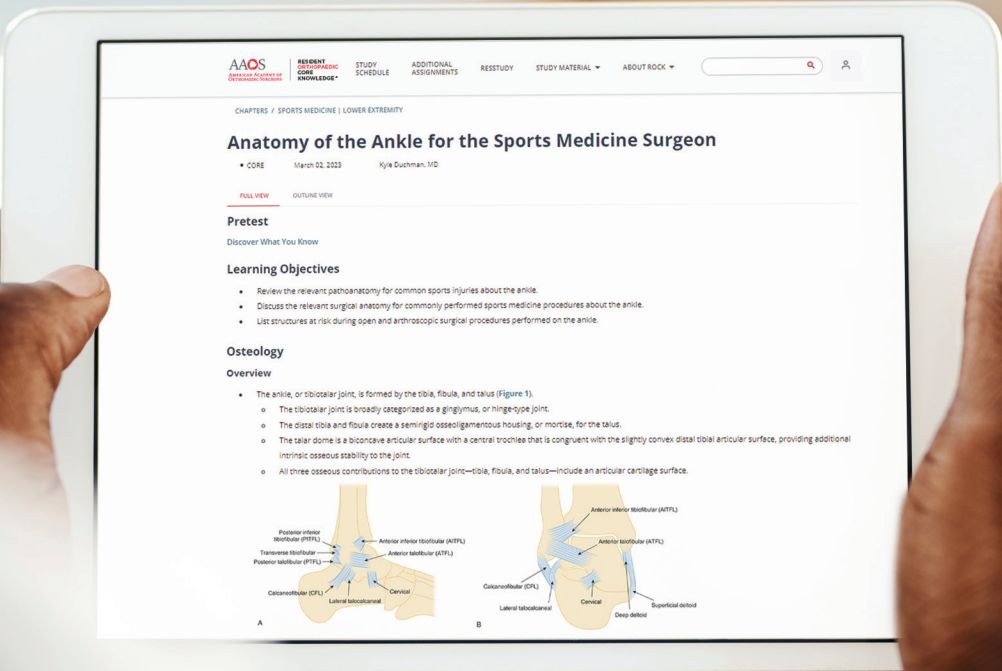 AAOS
AMERICAN ACADEMY OF
ORTHOPAEDIC SURGEONS
RESIDENT
ORTHOPAEDIC
CORE
KNOWLEDGE
STUDY
SCHEDULE
ADDITIONAL
ASSIGNMENTS
RESSTUDY
STUDY MATERIAL
ABOUT ROCK
CHAPTERS / SPORTS MEDICINE | LOWER EXTREMITY
Anatomy of the Ankle for the Sports Medicine Surgeon
• CORE March 02, 2023 Kyle Duchman, MD
FULL VIEW OUTLINE VIEW
Pretest
Discover What You Know
Learning Objectives
• Review the relevant pathoanatomy for common sports injuries about the ankle.
• Discuss the relevant surgical anatomy for commonly performed sports medicine procedures about the ankle.
• List structures at risk during open and arthroscopic surgical procedures performed on the ankle.
Osteology
Overview
• The ankle, or tibiotalar joint, is formed by the tibia, fibula, and talus (Figure 1).
o The tibiotalar joint is broadly categorized as a ginglymus, or hinge-type joint.
o The distal tibia and fibula create a semirigid osseoligamentous housing, or mortise, for the talus.
o The talar dome is a biconcave articular surface with a central trochlea that is congruent with the slightly convex distal tibial articular surface, providing additional
intrinsic osseous stability to the joint.
o All three osseous contributions to the tibiotalar joint—tibia, fibula, and talus—include an articular cartilage surface.
Posterior inferior
tibiofibular (PITFL)
Transverse tibiofibular
Posterior talofibular (PTFL)
Calcaneofibular (CFL)
Lateral talocalcaneal
Anterior inferior tibiofibular (AITFL)
Anterior talofibular (ATFL)
Cervical
A
Anterior inferior tibiofibular (AITFL)
Anterior talofibular (ATFL)
Calcaneofibular (CFL)
Lateral talocalcaneal
Cervical
Deep deltoid
Superficial deltoid
B